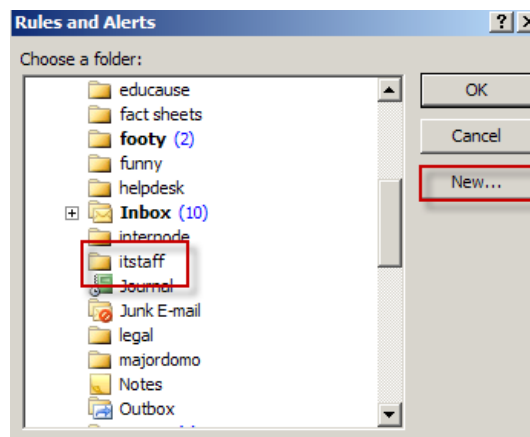 Rules and Alerts
Choose a folder:
educause
fact sheets
footy (2)
funny
helpdesk
Inbox (10)
internode
itstaff
Journal
Junk E-mail
legal
majordomo
Notes
Outbox
OK
Cancel
New...